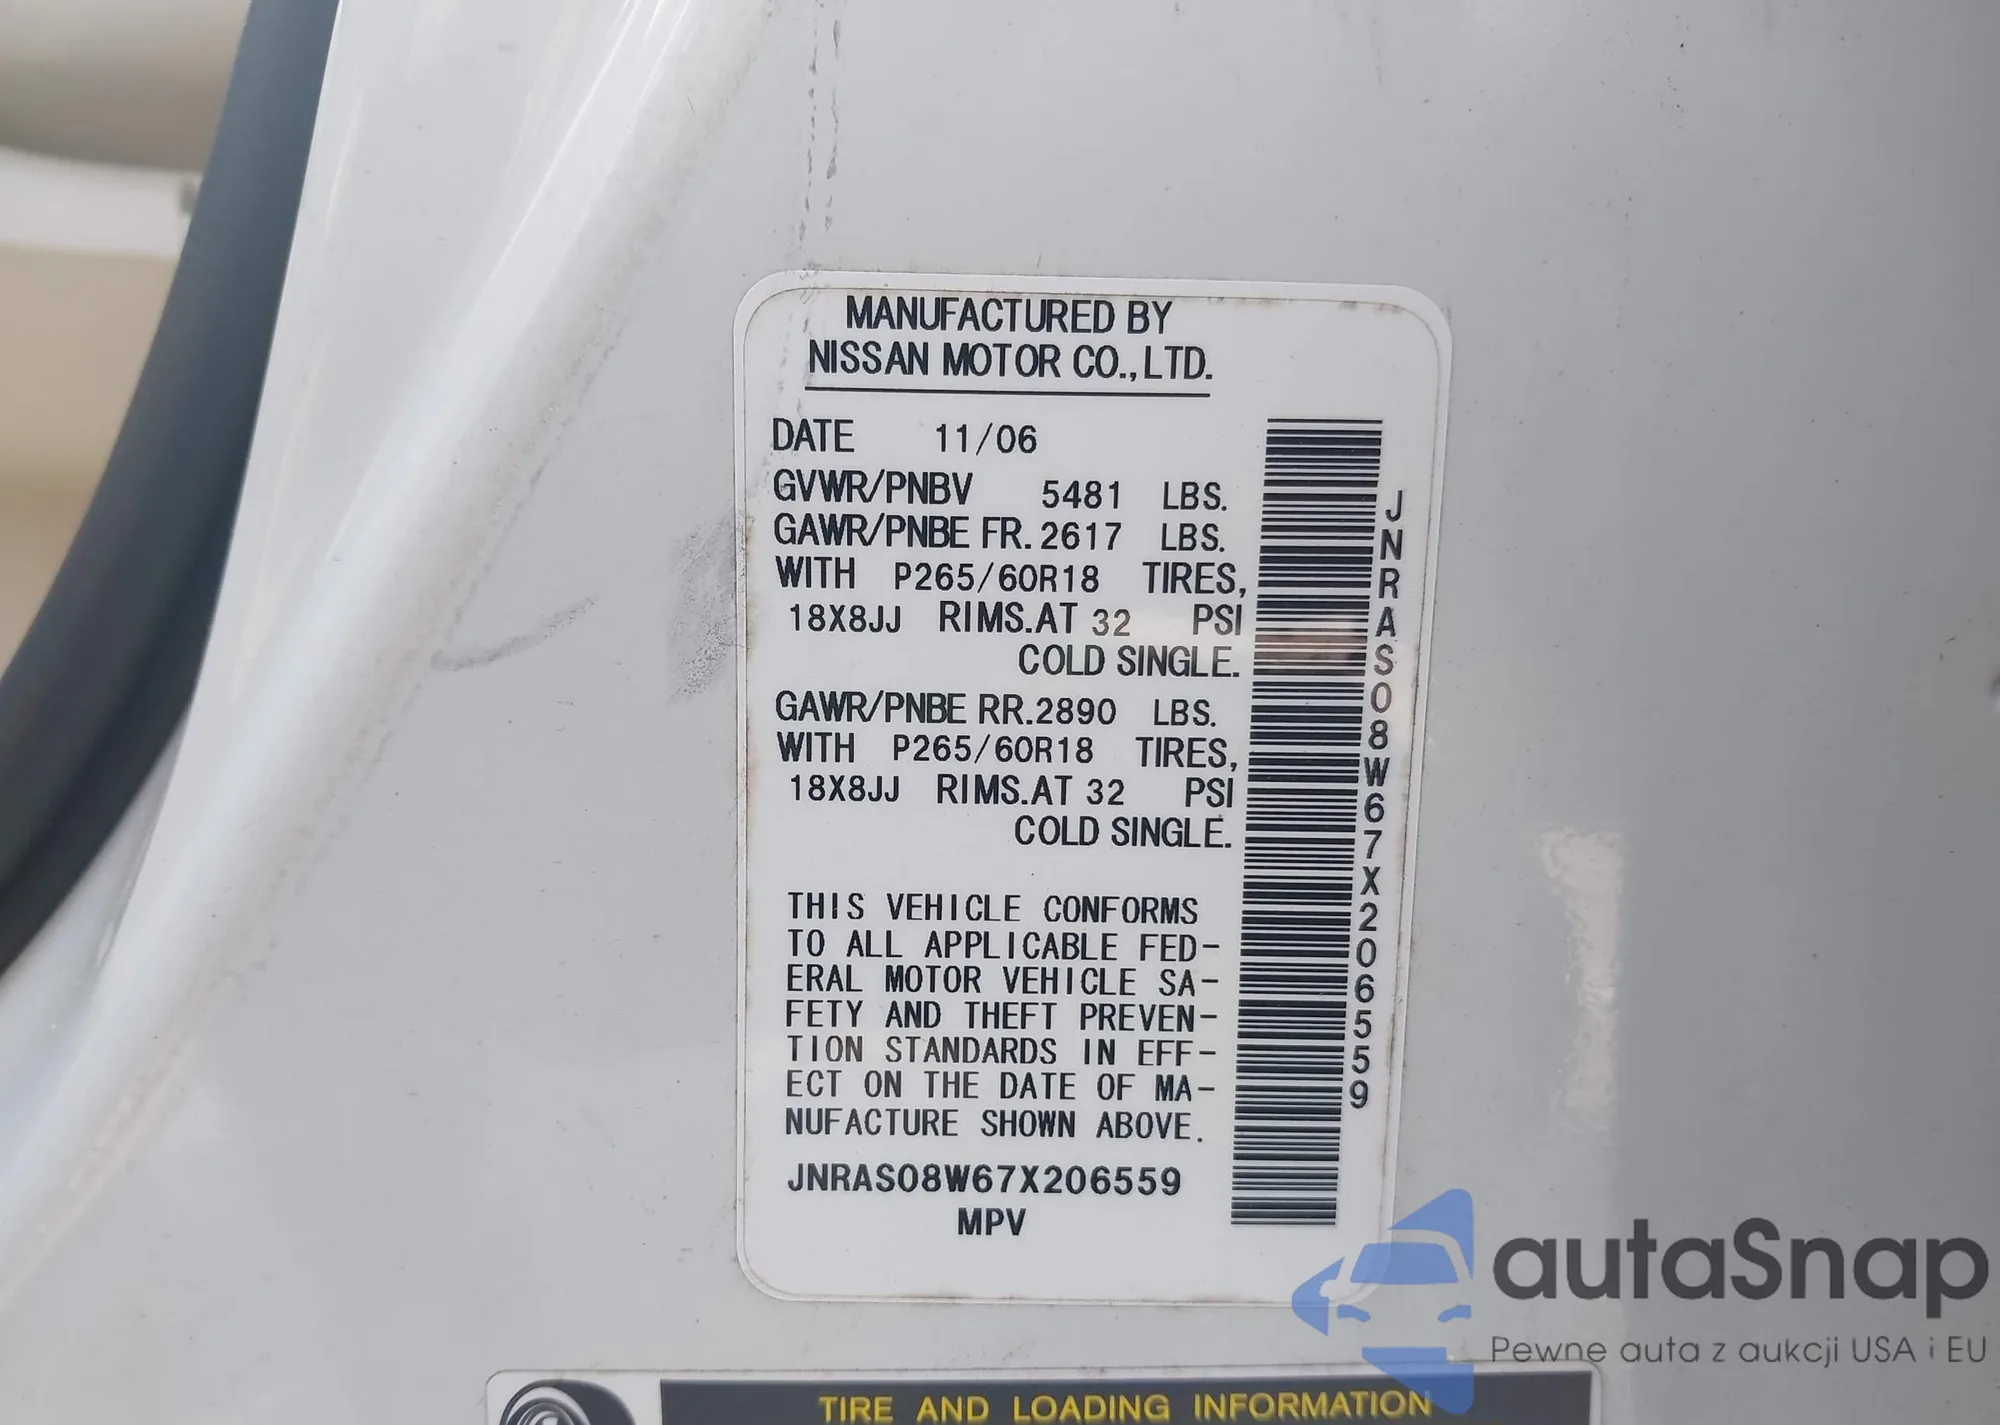 MANUFACTURED BY
NISSAN MOTOR CO.,LTD.
DATE 11/06
GVWR/PNBV 5481 LBS.
GAWR/PNBE FR. 2617 LBS.
WITH P265/60R18 TIRES,
18X8JJ RIMS.AT 32 PSI
COLD SINGLE.
GAWR/PNBE RR. 2890 LBS.
WITH P265/60R18 TIRES,
18X8JJ RIMS.AT 32 PSI
COLD SINGLE.
THIS VEHICLE CONFORMS
TO ALL APPLICABLE FED-
ERAL MOTOR VEHICLE SA-
FETY AND THEFT PREVEN-
TION STANDARDS IN EFF-
ECT ON THE DATE OF MA-
NUFACTURE SHOWN ABOVE.
JNRAS08W67X206559
MPV
JNRAS08W67X206559
autaSnap
Pewne auta z aukcji USA i EU
TIRE AND LOADING INFORMATION